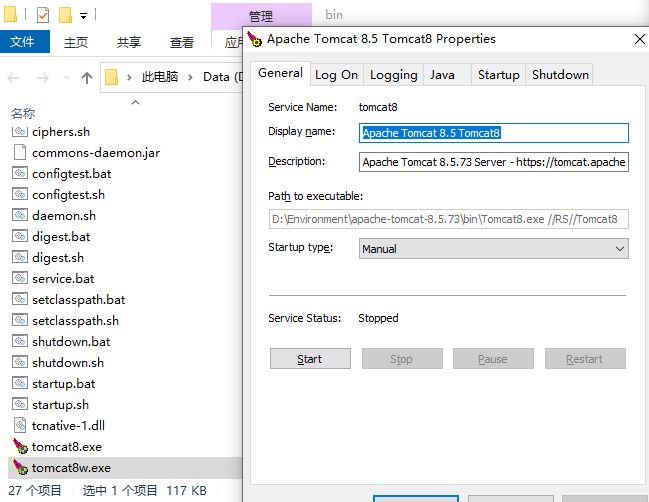 管理
bin
文件
主页
共享
查看
Apache Tomcat 8.5 Tomcat8 Properties
此电脑
Data (D
名称
ciphers.sh
commons-daemon.jar
configtest.bat
configtest.sh
daemon.sh
digest.bat
digest.sh
service.bat
setclasspath.bat
setclasspath.sh
shutdown.bat
shutdown.sh
startup.bat
startup.sh
tcnative-1.dll
tomcat8.exe
tomcat8w.exe
27 个项目 选中 1 个项目 117 KB
General Log On Logging Java Startup Shutdown
Service Name: tomcat8
Display name: Apache Tomcat 8.5 Tomcat8
Description: Apache Tomcat 8.5.73 Server - https://tomcat.apache
Path to executable:
D:\Environment\apache-tomcat-8.5.73\bin\Tomcat8.exe //RS//Tomcat8
Startup type: Manual
Service Status: Stopped
Start Stop Pause Restart